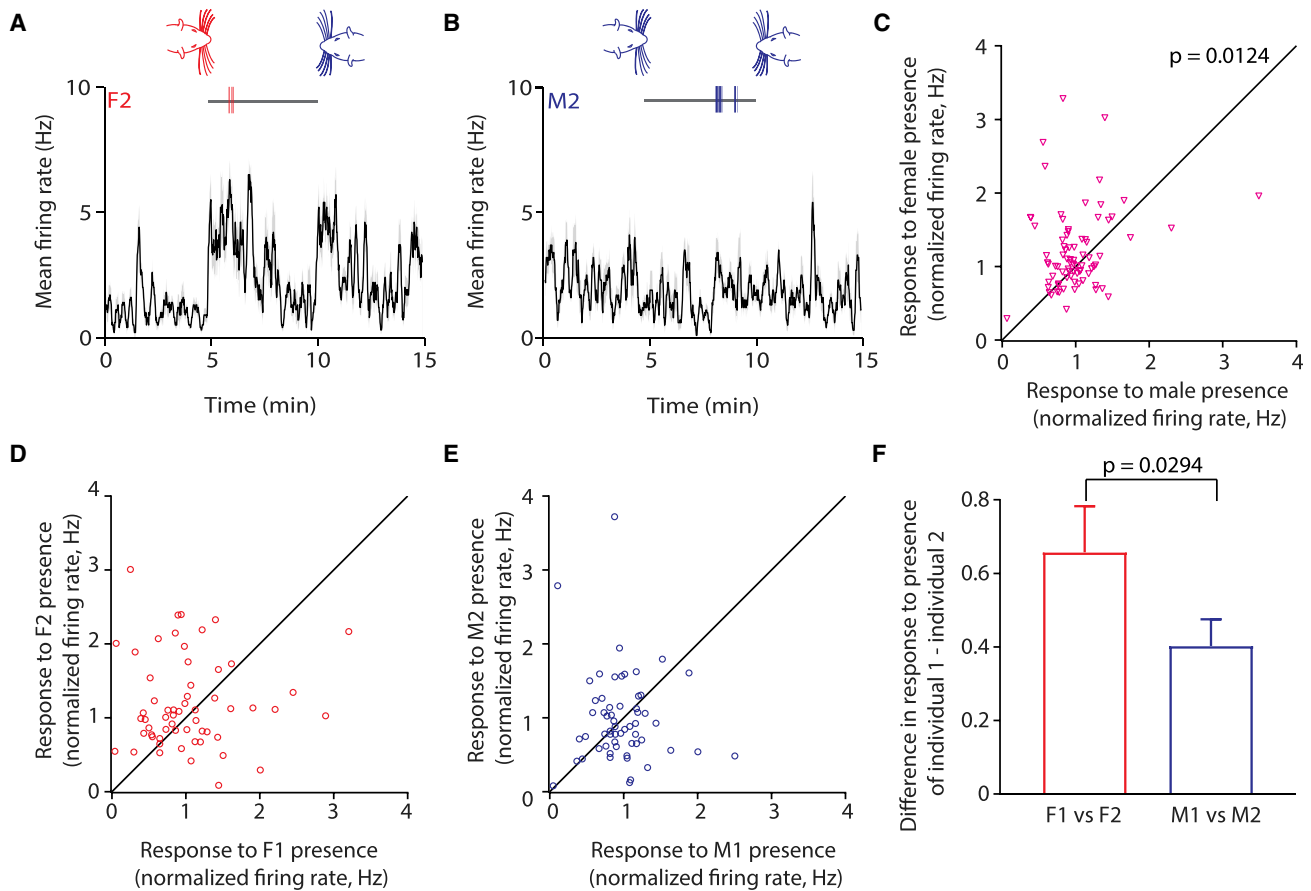 A
F2
10
5
0
Mean firing rate (Hz)
0
5
10
15
Time (min)
B
M2
10
5
0
Mean firing rate (Hz)
0
5
10
15
Time (min)
C
p = 0.0124
4
3
2
1
0
Response to female presence
(normalized firing rate, Hz)
0
1
2
3
4
Response to male presence
(normalized firing rate, Hz)
D
4
3
2
1
0
Response to F2 presence
(normalized firing rate, Hz)
0
1
2
3
4
Response to F1 presence
(normalized firing rate, Hz)
E
4
3
2
1
0
Response to M2 presence
(normalized firing rate, Hz)
0
1
2
3
4
Response to M1 presence
(normalized firing rate, Hz)
F
p = 0.0294
0.8
0.6
0.4
0.2
0
Difference in response to presence
of individual 1 - individual 2
F1 vs F2
M1 vs M2